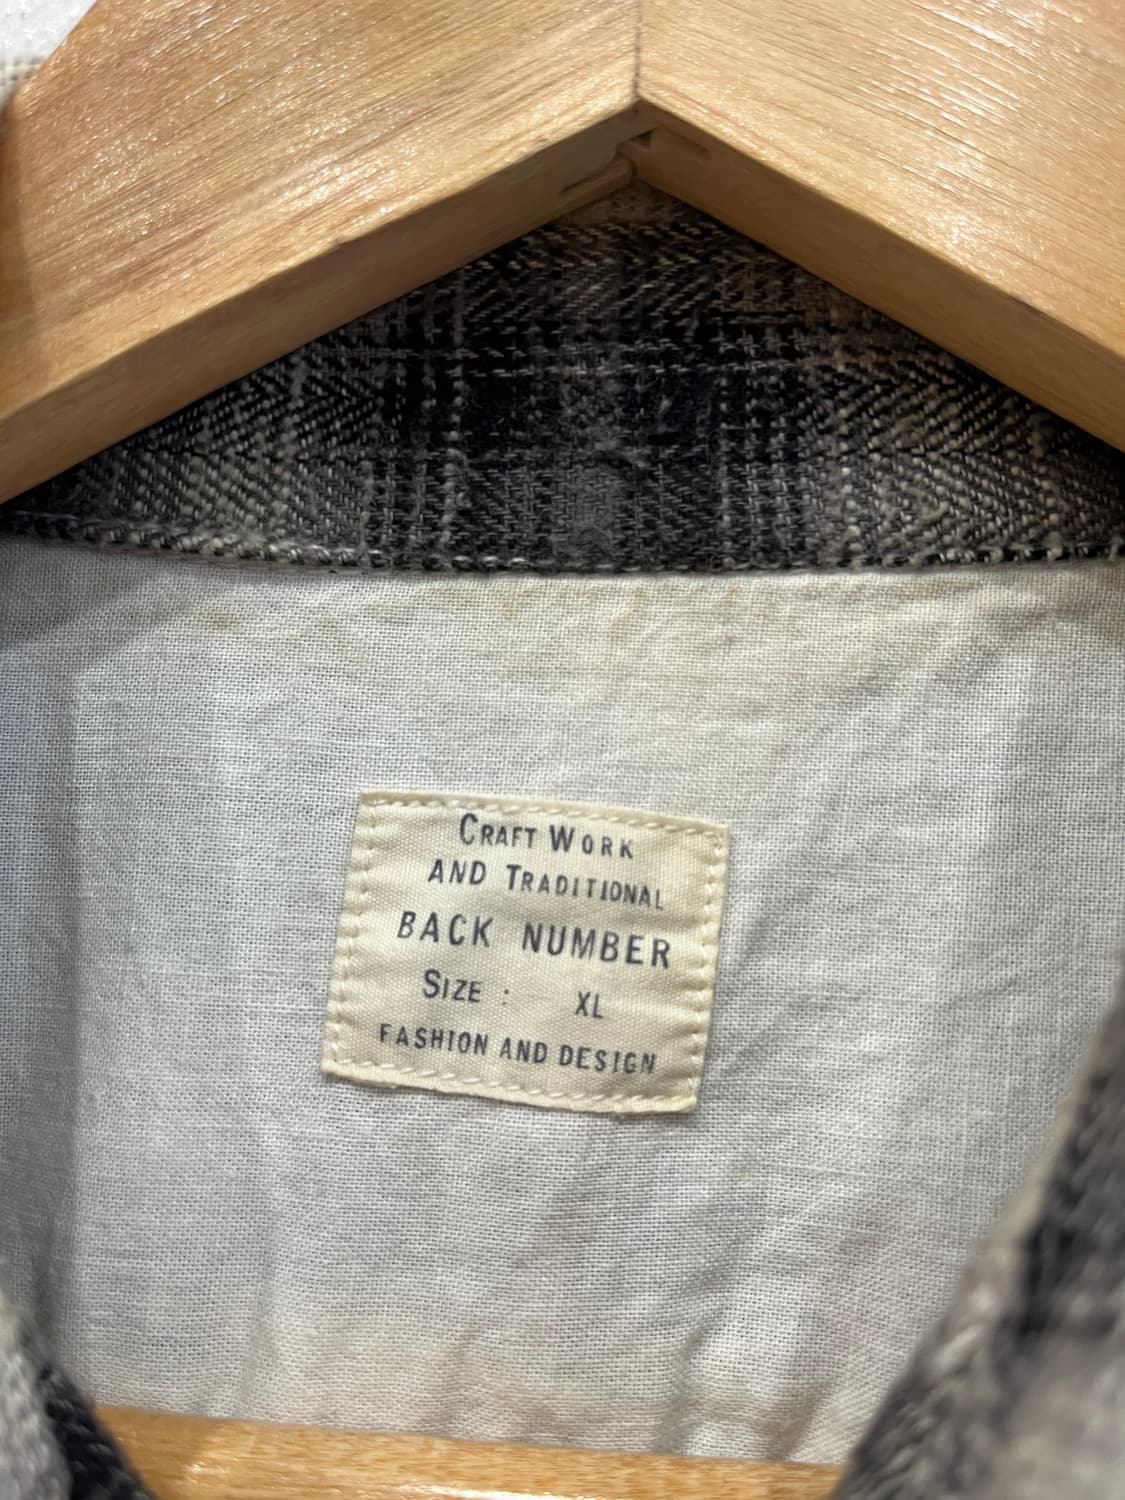 Craft Work
and Traditional
BACK NUMBER
Size : XL
FASHION AND DESIGN